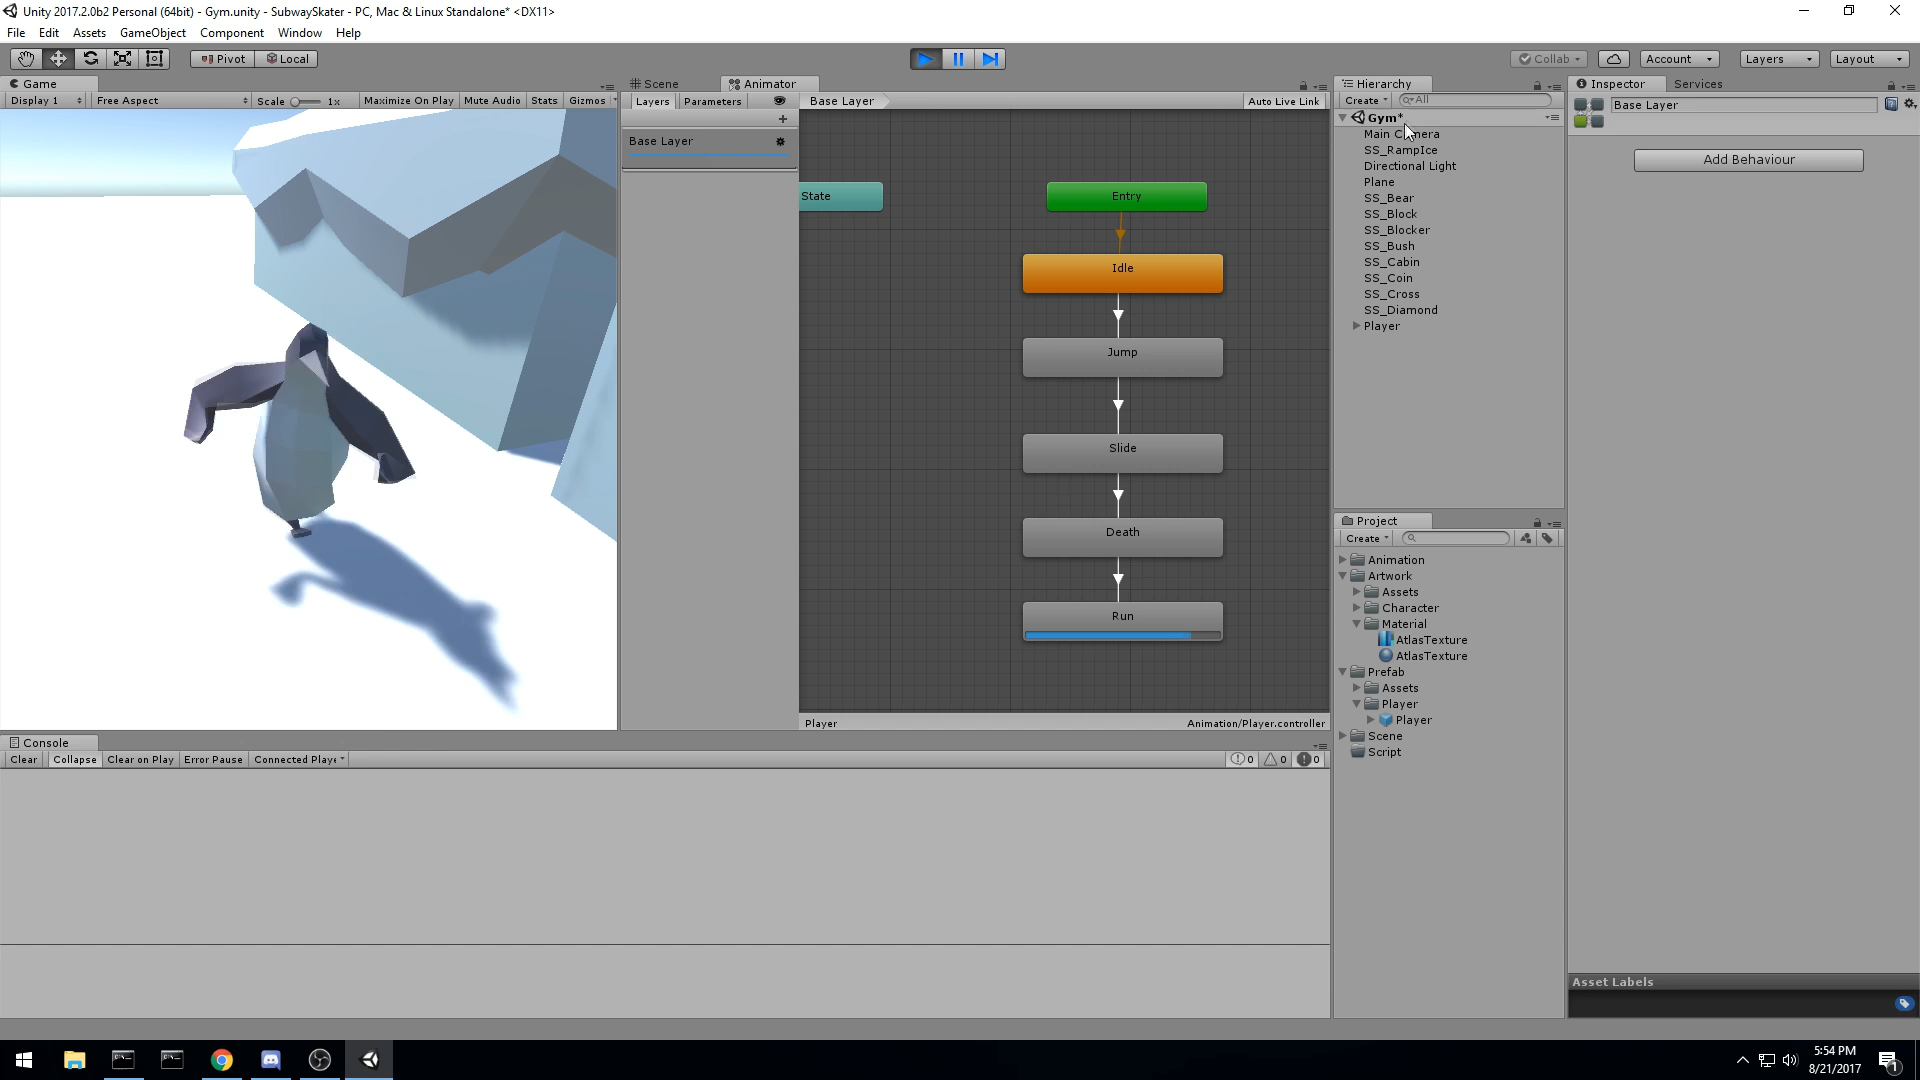 Unity 2017.2.0b2 Personal (64bit) - Gym.unity - SubwaySkater - PC, Mac & Linux Standalone* <DX11>
File Edit Assets GameObject Component Window Help
Pivot Local Collab Account Layers Layout
Game
Display 1 Free Aspect Scale 1x Maximize On Play Mute Audio Stats Gizmos
Scene Animator
Layers Parameters Base Layer Auto Live Link
Base Layer
State
Entry
Idle
Jump
Slide
Death
Run
Player Animation/Player.controller
Hierarchy
Create All
Gym*
Main Camera
SS_RampIce
Directional Light
Plane
SS_Bear
SS_Block
SS_Blocker
SS_Bush
SS_Cabin
SS_Coin
SS_Cross
SS_Diamond
Player
Project
Create
Animation
Artwork
Assets
Character
Material
AtlasTexture
AtlasTexture
Prefab
Assets
Player
Player
Scene
Script
Inspector Services
Base Layer
Add Behaviour
Asset Labels
Console
Clear Collapse Clear on Play Error Pause Connected Playe 0 0 0
5:54 PM
8/21/2017
1